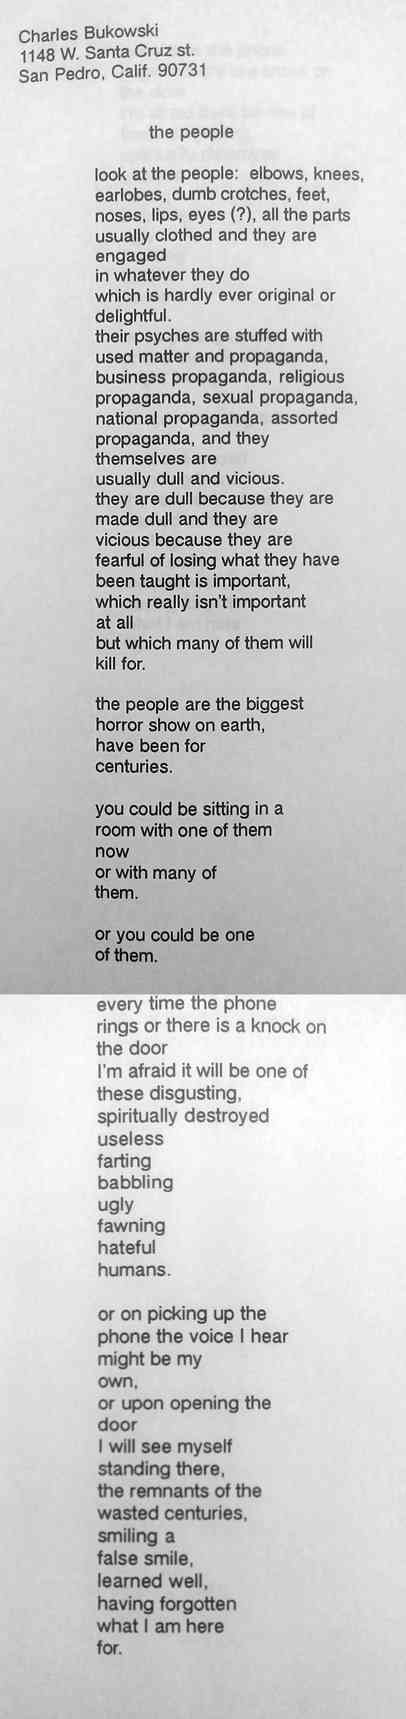 Charles Bukowski
1148 W. Santa Cruz st.
San Pedro, Calif. 90731
the people
look at the people:  elbows, knees,
earlobes, dumb crotches, feet,
noses, lips, eyes (?), all the parts
usually clothed and they are
engaged
in whatever they do
which is hardly ever original or
delightful.
their psyches are stuffed with
used matter and propaganda,
business propaganda, religious
propaganda, sexual propaganda,
national propaganda, assorted
propaganda, and they
themselves are
usually dull and vicious.
they are dull because they are
made dull and they are
vicious because they are
fearful of losing what they have
been taught is important,
which really isn't important
at all
but which many of them will
kill for.
the people are the biggest
horror show on earth,
have been for
centuries.
you could be sitting in a
room with one of them
now
or with many of
them.
or you could be one
of them.
every time the phone
rings or there is a knock on
the door
I'm afraid it will be one of
these disgusting,
spiritually destroyed
useless
farting
babbling
ugly
fawning
hateful
humans.
or on picking up the
phone the voice I hear
might be my
own,
or upon opening the
door
I will see myself
standing there,
the remnants of the
wasted centuries,
smiling a
false smile,
learned well,
having forgotten
what I am here
for.